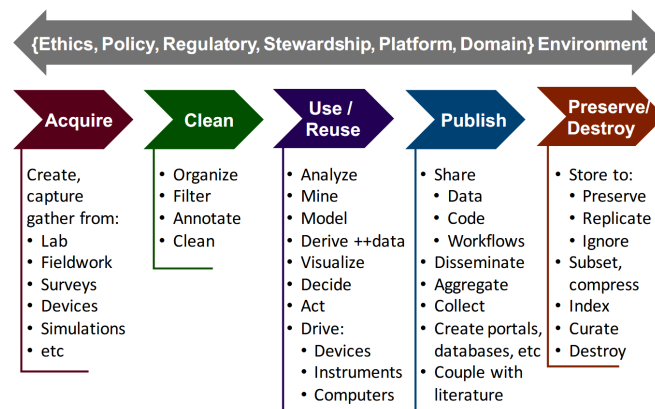 {Ethics, Policy, Regulatory, Stewardship, Platform, Domain} Environment
Acquire
Create,
capture
gather from:
• Lab
• Fieldwork
• Surveys
• Devices
• Simulations
• etc
Clean
• Organize
• Filter
• Annotate
• Clean
Use /
Reuse
• Analyze
• Mine
• Model
• Derive ++data
• Visualize
• Decide
• Act
• Drive:
• Devices
• Instruments
• Computers
Publish
• Share
• Data
• Code
• Workflows
• Disseminate
• Aggregate
• Collect
• Create portals,
databases, etc
• Couple with
literature
Preserve/
Destroy
• Store to:
• Preserve
• Replicate
• Ignore
• Subset,
compress
• Index
• Curate
• Destroy